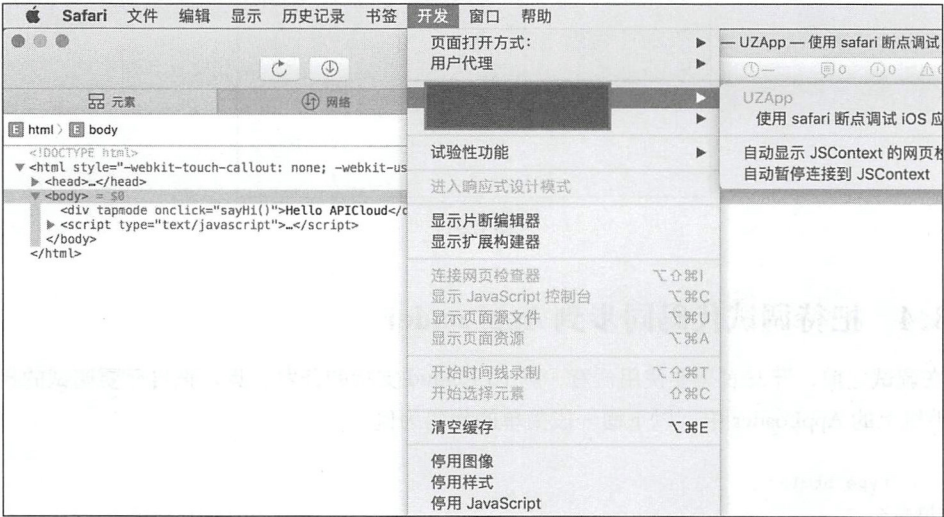 Safari 文件 编辑 显示 历史记录 书签 开发 窗口 帮助
元素
网络
E html 〉 E body
<!DOCTYPE html>
▼<html style="-webkit-touch-callout: none; -webkit-us
▶<head>…</head>
▼<body> = $0
<div tapmode onclick="sayHi()">Hello APICloud</
▶<script type="text/javascript">…</script>
</body>
</html>
页面打开方式: ▶
用户代理 ▶
试验性功能 ▶
进入响应式设计模式
显示片断编辑器
显示扩展构建器
连接网页检查器 ⌥⇧⌘I
显示 JavaScript 控制台 ⌥⌘C
显示页面源文件 ⌥⌘U
显示页面资源 ⌥⌘A
开始时间线录制 ⌥⇧⌘T
开始选择元素 ⇧⌘C
清空缓存 ⌥⌘E
停用图像
停用样式
停用 JavaScript
— UZApp — 使用 safari 断点调试
0 0
UZApp
使用 safari 断点调试 iOS 应
自动显示 JSContext 的网页检
自动暂停连接到 JSContext